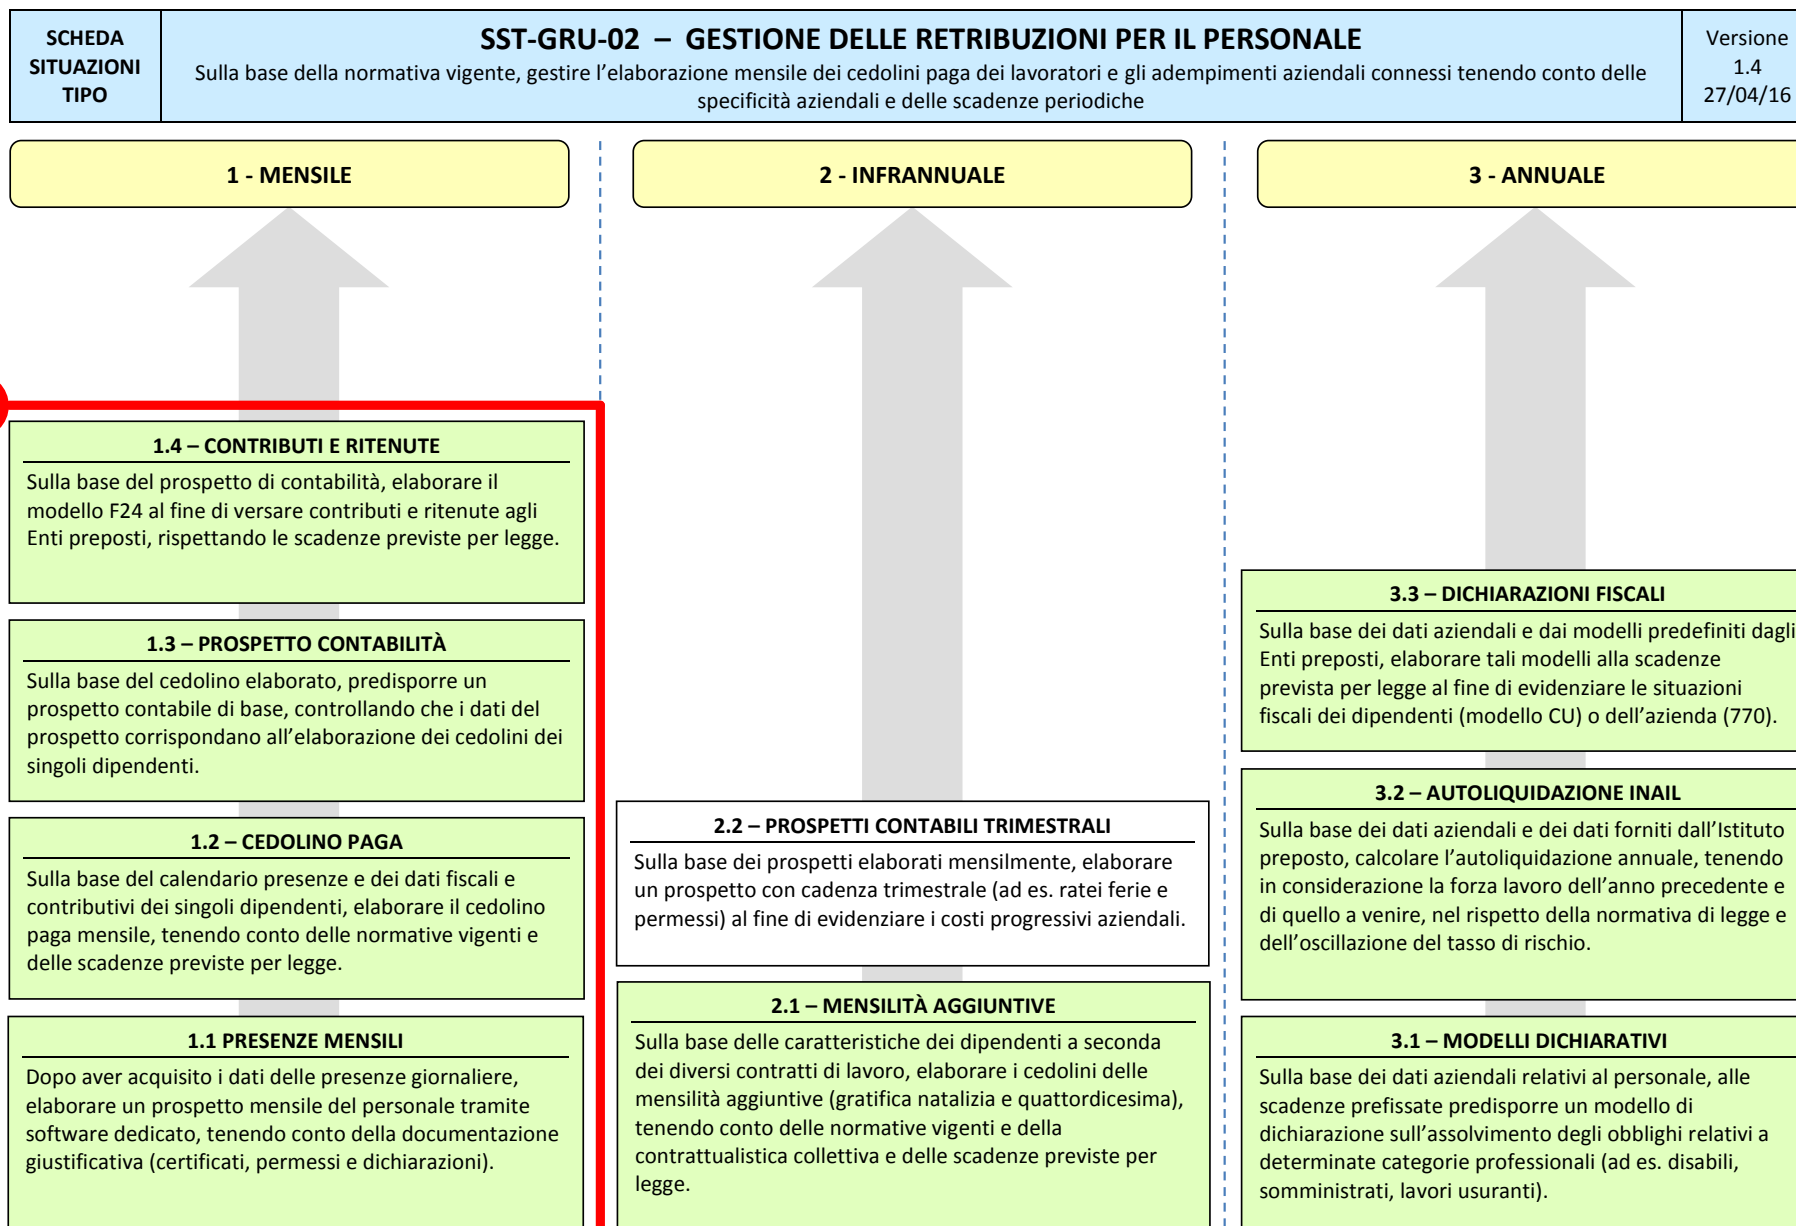 SCHEDA
SITUAZIONI
TIPO
SST-GRU-02 – GESTIONE DELLE RETRIBUZIONI PER IL PERSONALE
Sulla base della normativa vigente, gestire l’elaborazione mensile dei cedolini paga dei lavoratori e gli adempimenti aziendali connessi tenendo conto delle
specificità aziendali e delle scadenze periodiche
Versione
1.4
27/04/16
1 - MENSILE
1.4 – CONTRIBUTI E RITENUTE
Sulla base del prospetto di contabilità, elaborare il
modello F24 al fine di versare contributi e ritenute agli
Enti preposti, rispettando le scadenze previste per legge.
1.3 – PROSPETTO CONTABILITÀ
Sulla base del cedolino elaborato, predisporre un
prospetto contabile di base, controllando che i dati del
prospetto corrispondano all’elaborazione dei cedolini dei
singoli dipendenti.
1.2 – CEDOLINO PAGA
Sulla base del calendario presenze e dei dati fiscali e
contributivi dei singoli dipendenti, elaborare il cedolino
paga mensile, tenendo conto delle normative vigenti e
delle scadenze previste per legge.
1.1 PRESENZE MENSILI
Dopo aver acquisito i dati delle presenze giornaliere,
elaborare un prospetto mensile del personale tramite
software dedicato, tenendo conto della documentazione
giustificativa (certificati, permessi e dichiarazioni).
2 - INFRANNUALE
2.2 – PROSPETTI CONTABILI TRIMESTRALI
Sulla base dei prospetti elaborati mensilmente, elaborare
un prospetto con cadenza trimestrale (ad es. ratei ferie e
permessi) al fine di evidenziare i costi progressivi aziendali.
2.1 – MENSILITÀ AGGIUNTIVE
Sulla base delle caratteristiche dei dipendenti a seconda
dei diversi contratti di lavoro, elaborare i cedolini delle
mensilità aggiuntive (gratifica natalizia e quattordicesima),
tenendo conto delle normative vigenti e della
contrattualistica collettiva e delle scadenze previste per
legge.
3 - ANNUALE
3.3 – DICHIARAZIONI FISCALI
Sulla base dei dati aziendali e dai modelli predefiniti dagli
Enti preposti, elaborare tali modelli alla scadenze
prevista per legge al fine di evidenziare le situazioni
fiscali dei dipendenti (modello CU) o dell’azienda (770).
3.2 – AUTOLIQUIDAZIONE INAIL
Sulla base dei dati aziendali e dei dati forniti dall’Istituto
preposto, calcolare l’autoliquidazione annuale, tenendo
in considerazione la forza lavoro dell’anno precedente e
di quello a venire, nel rispetto della normativa di legge e
dell’oscillazione del tasso di rischio.
3.1 – MODELLI DICHIARATIVI
Sulla base dei dati aziendali relativi al personale, alle
scadenze prefissate predisporre un modello di
dichiarazione sull’assolvimento degli obblighi relativi a
determinate categorie professionali (ad es. disabili,
somministrati, lavori usuranti).